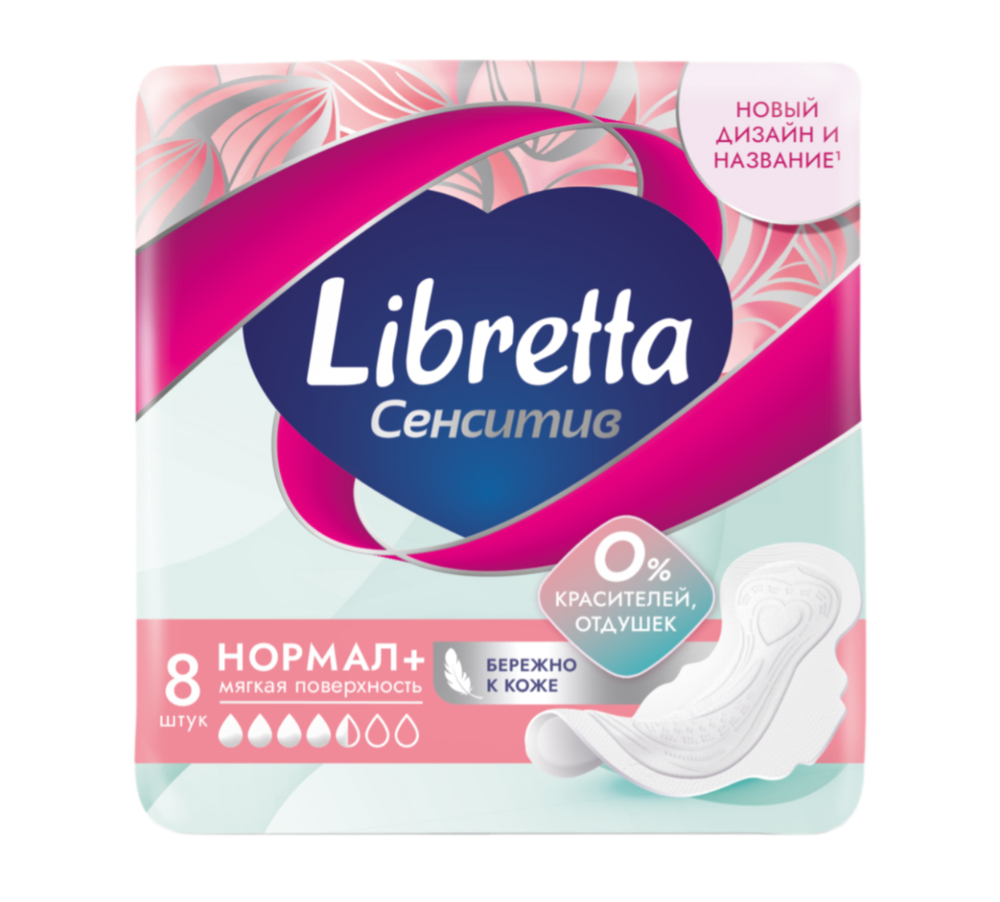 НОВЫЙ
ДИЗАЙН И
НАЗВАНИЕ¹
Libretta
Сенситив
0%
КРАСИТЕЛЕЙ,
ОТДУШЕК
8
штук
НОРМАЛ+
мягкая поверхность
БЕРЕЖНО
К КОЖЕ